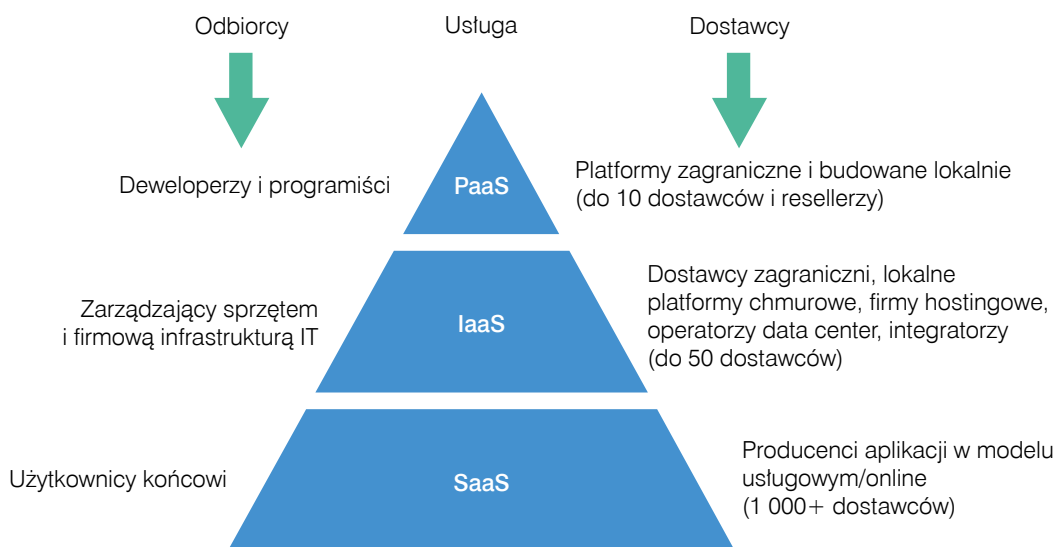 Odbiorcy
Usługa
Dostawcy
Deweloperzy i programiści
PaaS
Platformy zagraniczne i budowane lokalnie
(do 10 dostawców i resellerzy)
Zarządzający sprzętem
i firmową infrastrukturą IT
IaaS
Dostawcy zagraniczni, lokalne
platformy chmurowe, firmy hostingowe,
operatorzy data center, integratorzy
(do 50 dostawców)
Użytkownicy końcowi
SaaS
Producenci aplikacji w modelu
usługowym/online
(1 000+ dostawców)